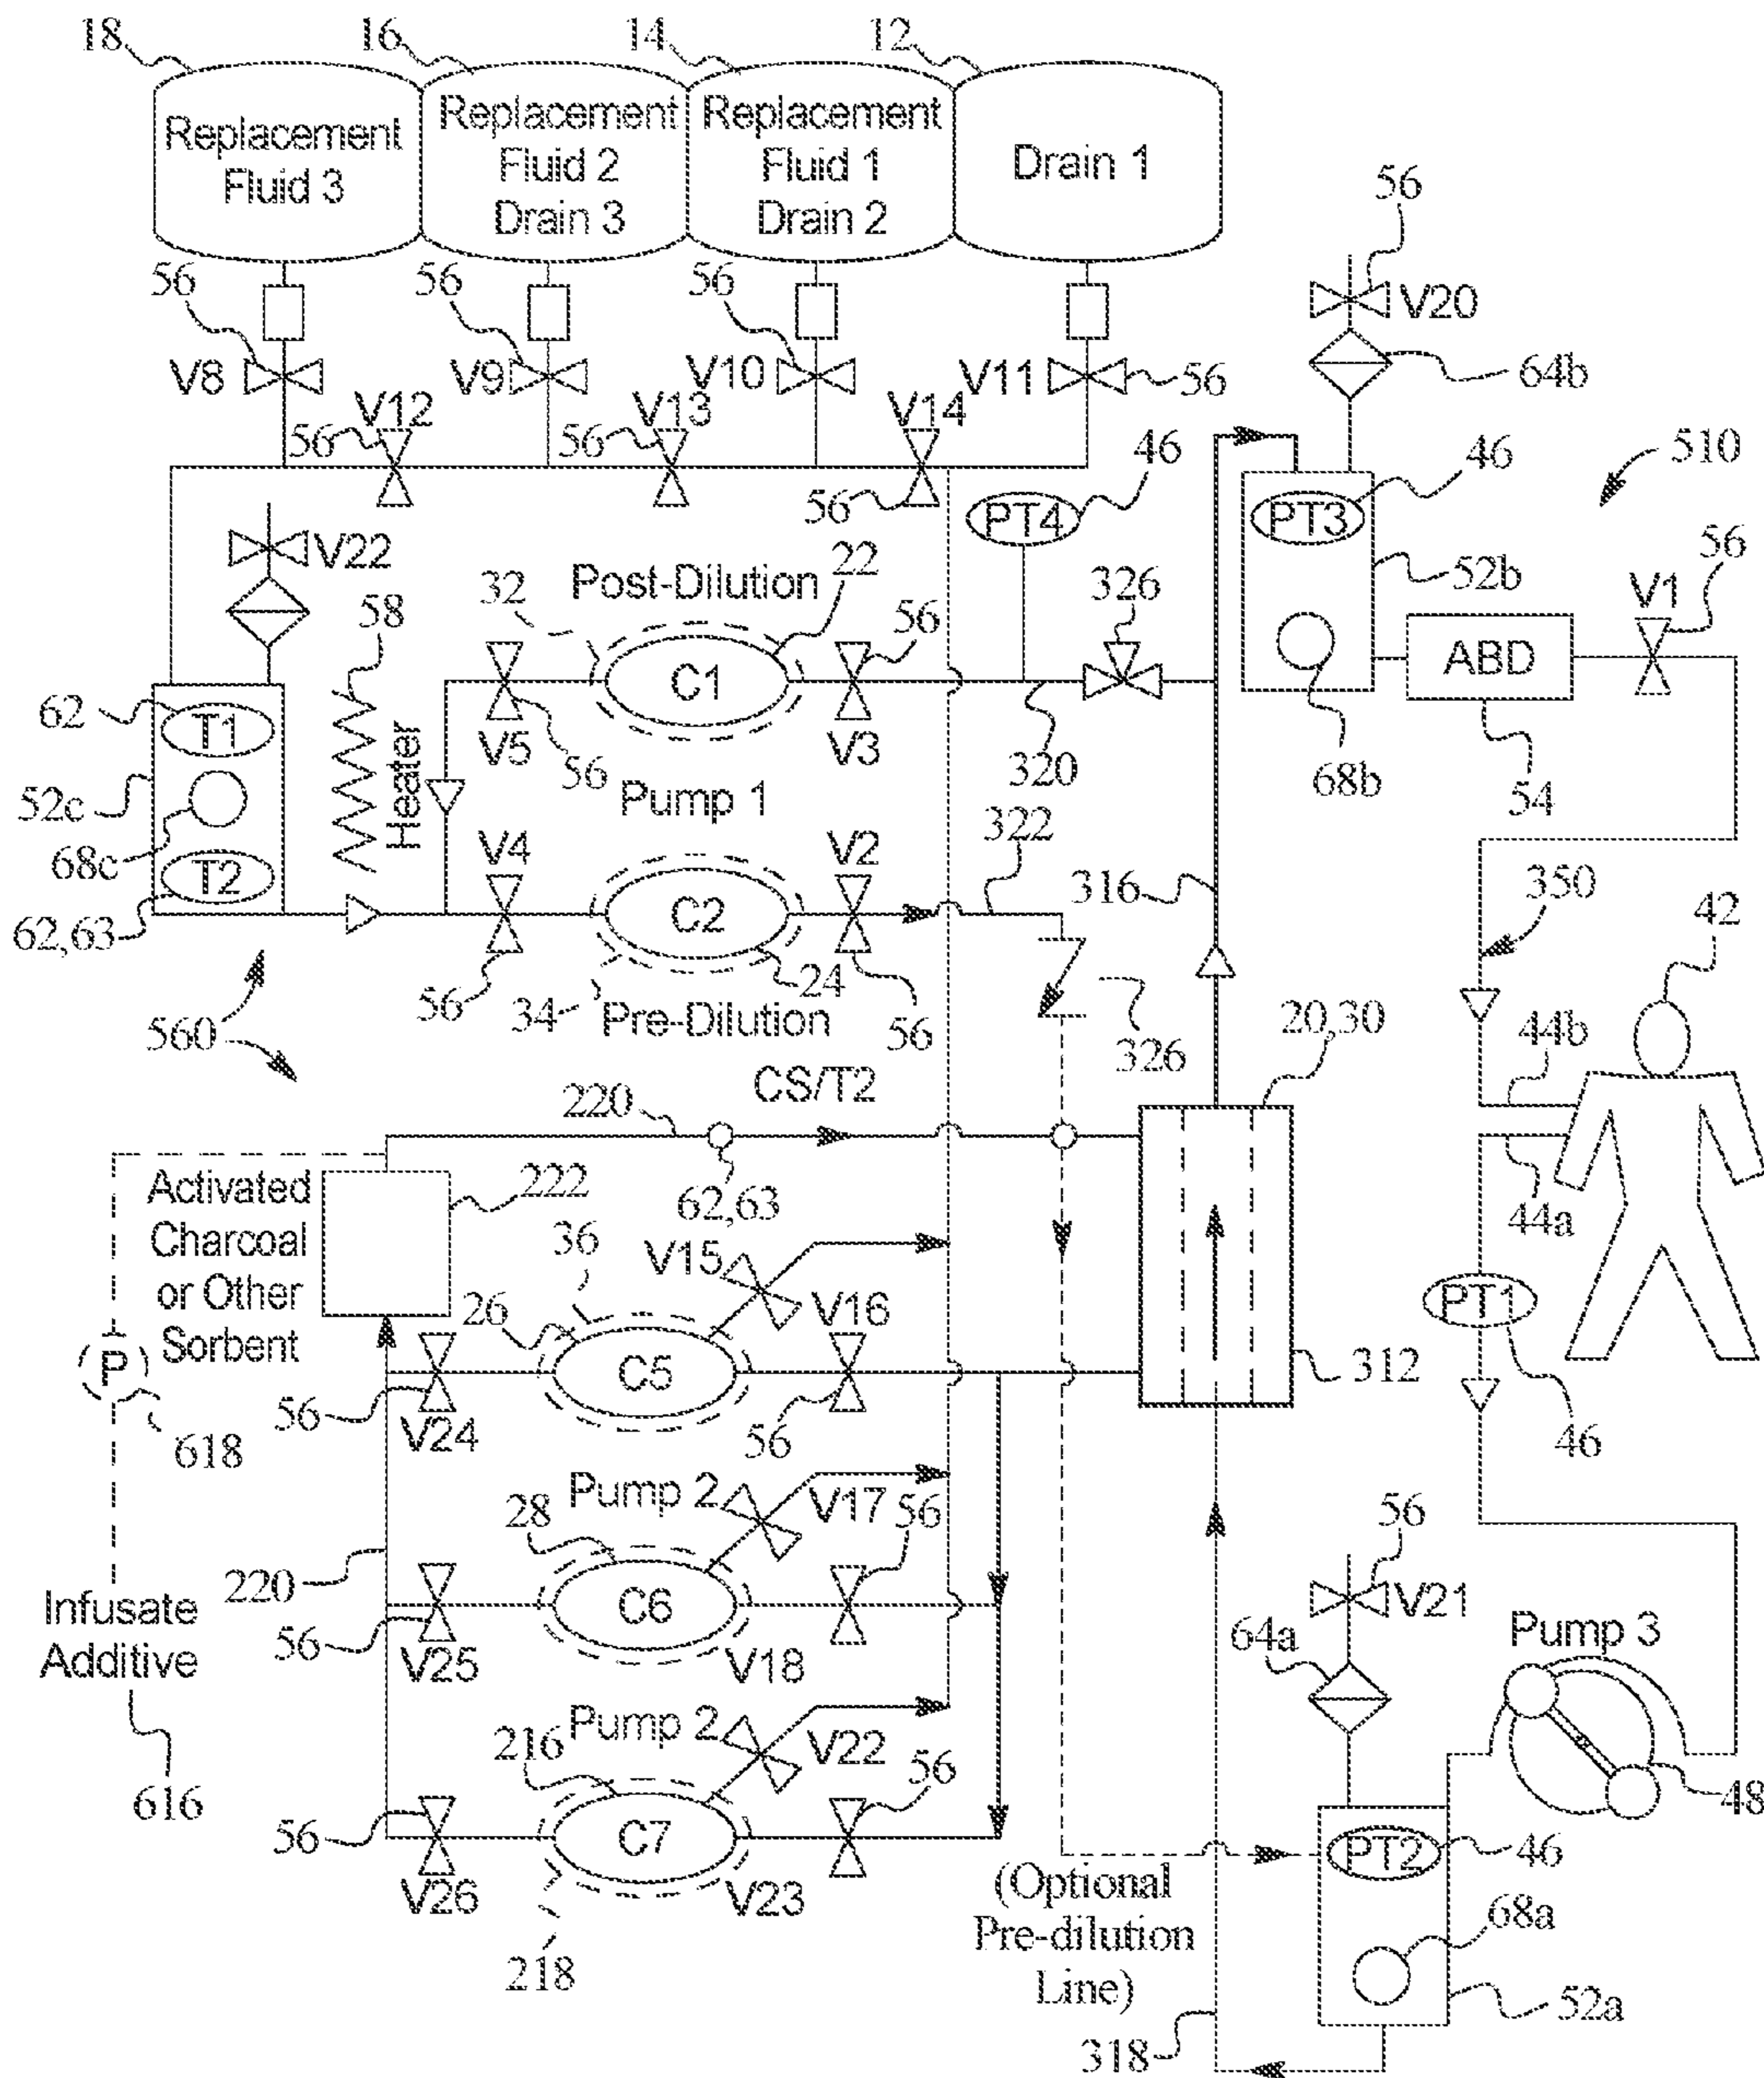 18
16
14
12
Replacement
Fluid 3
Replacement
Fluid 2
Drain 3
Replacement
Fluid 1
Drain 2
Drain 1
56
56
56
56
V20
V8
V9
V10
V11
56
64b
V12
V13
V14
56
56
56
46
46
510
PT4
PT3
V22
Post-Dilution
22
52b
56
V1
32
58
56
326
62
T1
C1
ABD
V5
56
V3
320
68b
54
52c
Heater
Pump 1
68c
V4
V2
322
T2
316
350
42
C2
62,63
56
34
24
56
Pre-Dilution
326
20,30
44b
560
CS/T2
220
Activated
Charcoal
or Other
Sorbent
222
62,63
44a
36
V15
26
V16
PT1
P
C5
312
56
V24
56
46
618
Pump 2
V17
56
28
56
220
C6
V21
Infusate
Additive
56
V25
V18
64a
Pump 3
Pump 2
216
V22
56
616
56
48
C7
PT2
46
V26
V23
(Optional
Pre-dilution
Line)
68a
218
52a
318